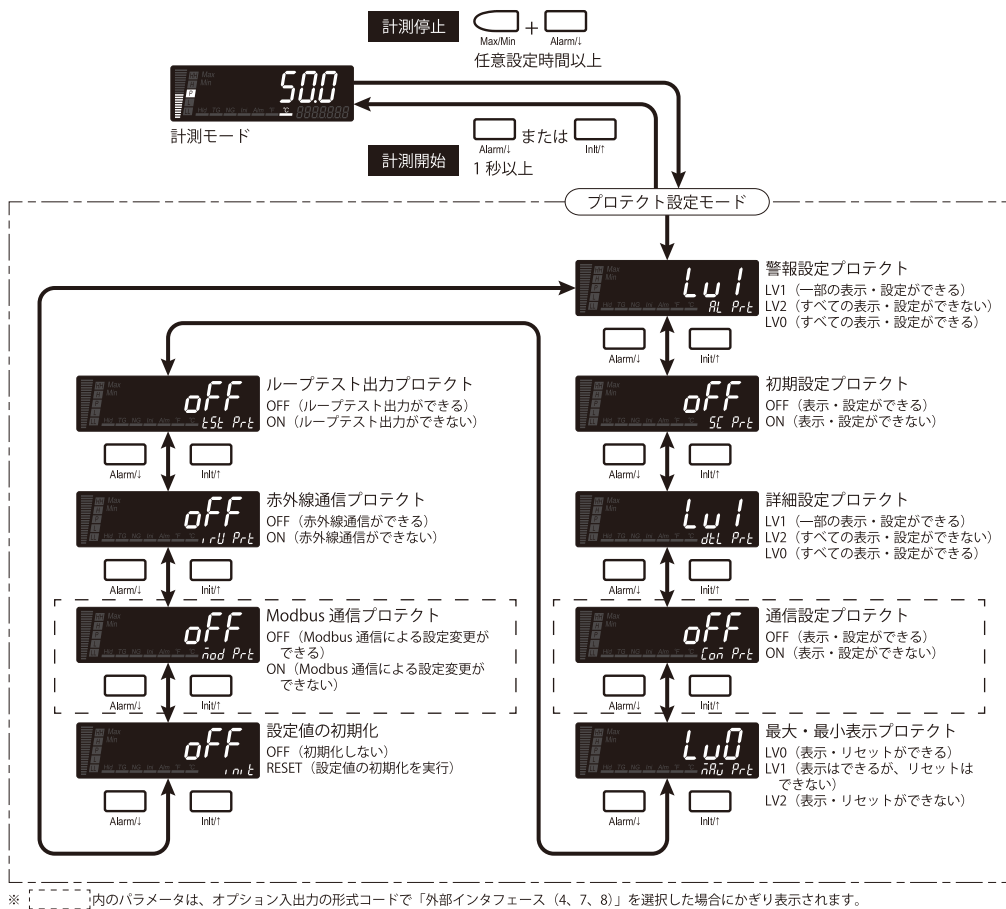 計測停止
Max/Min + Alarm/↓
任意設定時間以上
Max
Min
HH
H
P
L
LL
50.0
Hld TG NG Ini Alm °F °C 8888888
計測モード
計測開始
Alarm/↓ または Init/↑
1 秒以上
プロテクト設定モード
Lv1
AL Prt
警報設定プロテクト
LV1（一部の表示・設定ができる）
LV2（すべての表示・設定ができない）
LV0（すべての表示・設定ができる）
Alarm/↓ Init/↑
oFF
SC Prt
初期設定プロテクト
OFF（表示・設定ができる）
ON（表示・設定ができない）
Alarm/↓ Init/↑
Lv1
dtL Prt
詳細設定プロテクト
LV1（一部の表示・設定ができる）
LV2（すべての表示・設定ができない）
LV0（すべての表示・設定ができる）
Alarm/↓ Init/↑
oFF
Com Prt
通信設定プロテクト
OFF（表示・設定ができる）
ON（表示・設定ができない）
Alarm/↓ Init/↑
Lv0
最大・最小表示プロテクト
LV0（表示・リセットができる）
LV1（表示はできるが、リセットは
できない）
LV2（表示・リセットができない）
Alarm/↓ Init/↑
oFF
tSt Prt
ループテスト出力プロテクト
OFF（ループテスト出力ができる）
ON（ループテスト出力ができない）
Alarm/↓ Init/↑
oFF
irU Prt
赤外線通信プロテクト
OFF（赤外線通信ができる）
ON（赤外線通信ができない）
Alarm/↓ Init/↑
oFF
mod Prt
Modbus 通信プロテクト
OFF（Modbus 通信による設定変更が
できる）
ON（Modbus 通信による設定変更が
できない）
Alarm/↓ Init/↑
oFF
init
設定値の初期化
OFF（初期化しない）
RESET（設定値の初期化を実行）
Alarm/↓ Init/↑
※ 内のパラメータは、オプション入出力の形式コードで「外部インタフェース（4、7、8）」を選択した場合にかぎり表示されます。